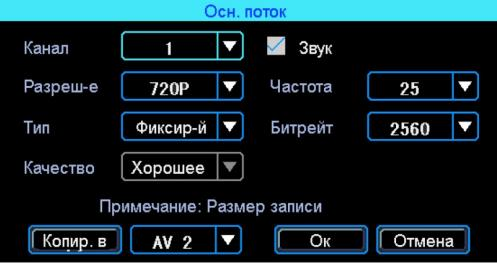 Осн. поток
Канал 1 Звук
Разреш-е 720P Частота 25
Тип Фиксир-й Битрейт 2560
Качество Хорошее
Примечание: Размер записи
Копир. в AV 2 Ок Отмена